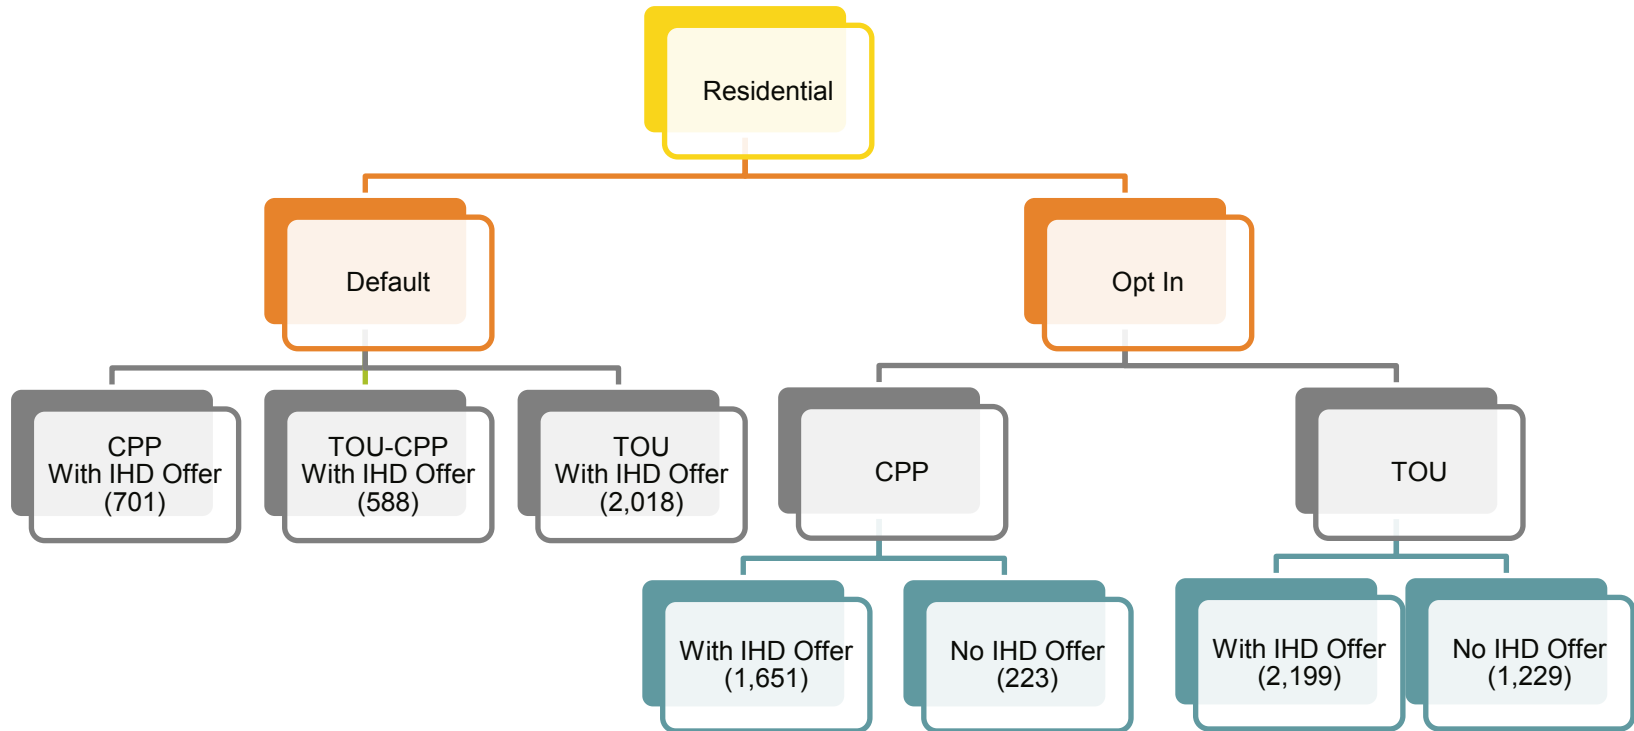 Residential
Default
Opt In
CPP
With IHD Offer
(701)
TOU-CPP
With IHD Offer
(588)
TOU
With IHD Offer
(2,018)
CPP
TOU
With IHD Offer
(1,651)
No IHD Offer
(223)
With IHD Offer
(2,199)
No IHD Offer
(1,229)